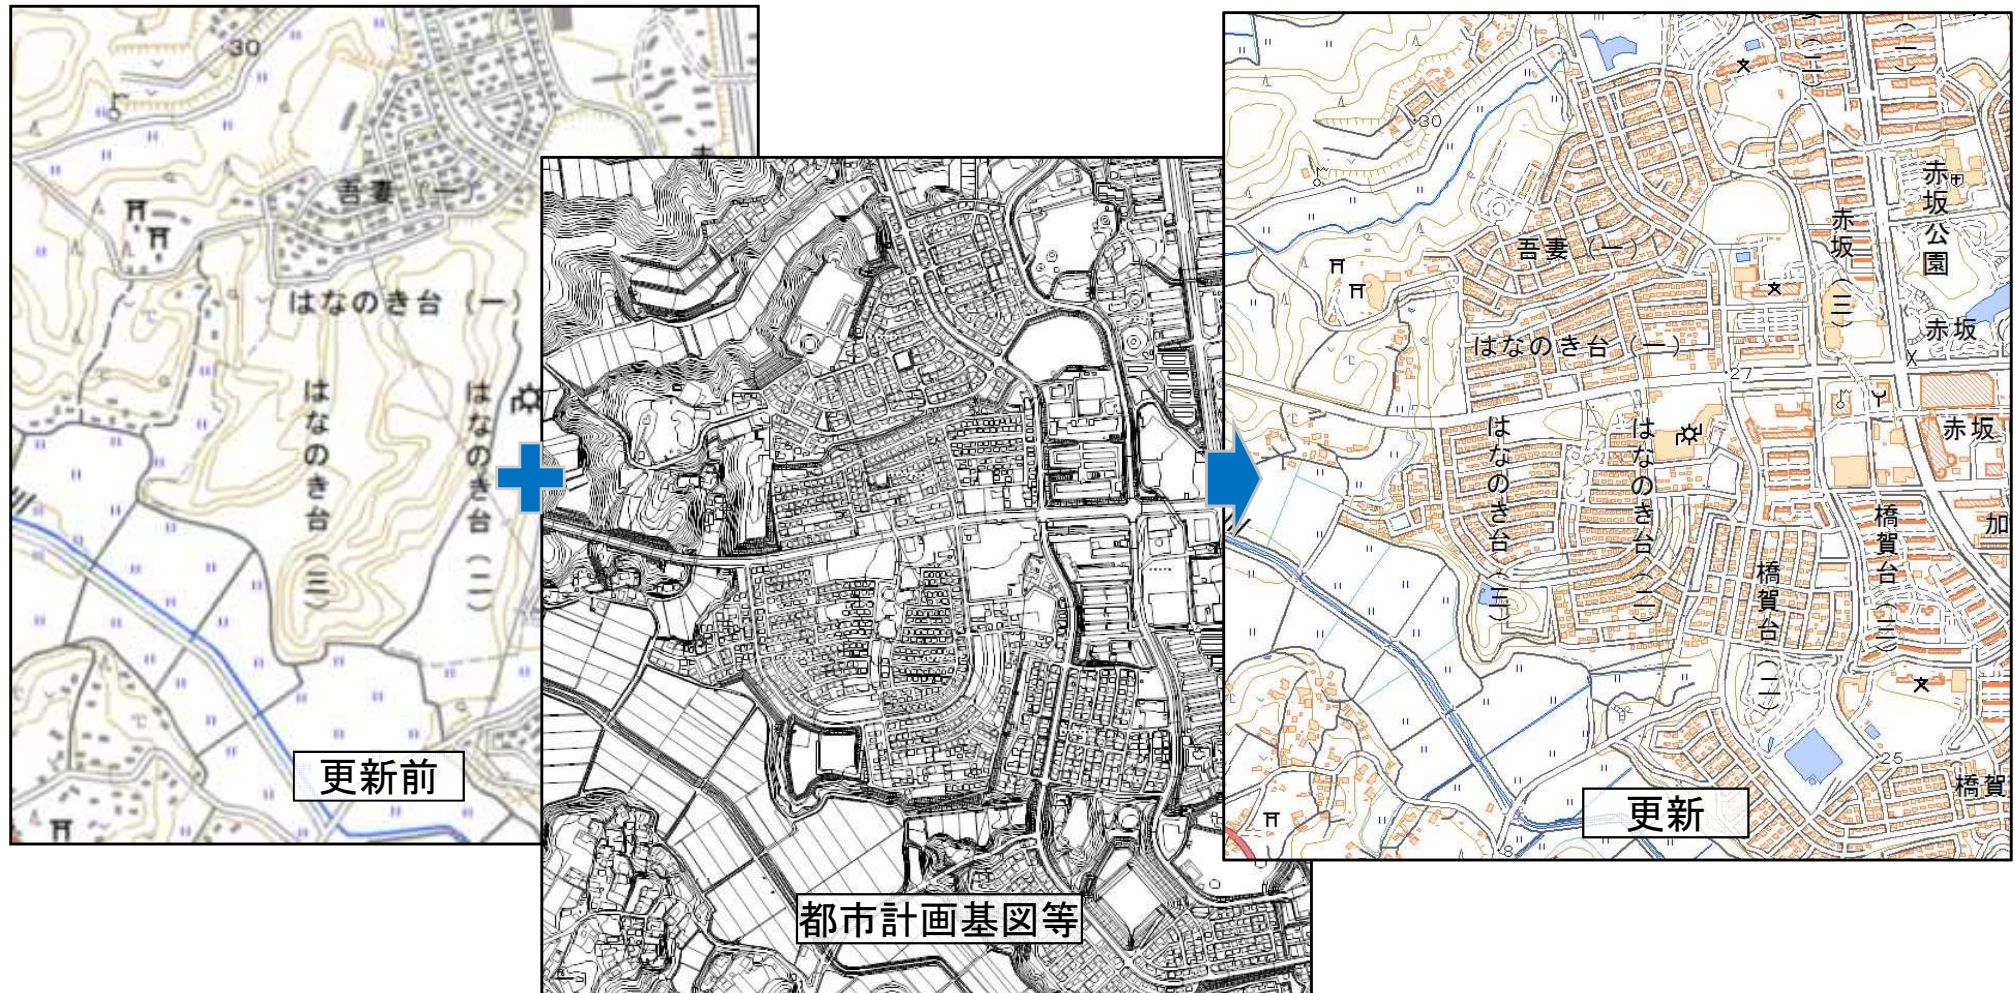 30
吾妻(一)
はなのき台(一)
はなのき台(三)
はなのき台(二)
更新前
都市計画基図等
(二)
(一)
30
赤坂公園
赤坂(三)
吾妻(一)
赤坂
はなのき台(一)
27
赤坂
はなのき台(三)
はなのき台(二)
橋賀台(三)
加
橋賀台(二)
25
橋賀
8
更新